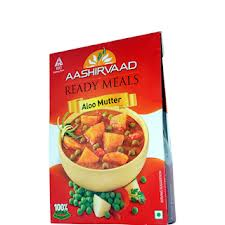 AASHIRVAAD
READY MEALS
Aloo Mutter
100%